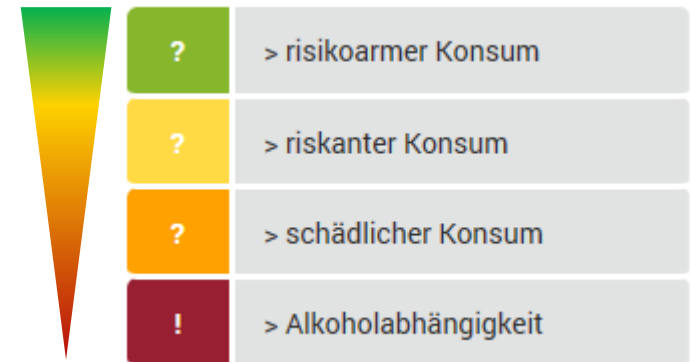 ? > risikoarmer Konsum
? > riskanter Konsum
? > schädlicher Konsum
! > Alkoholabhängigkeit